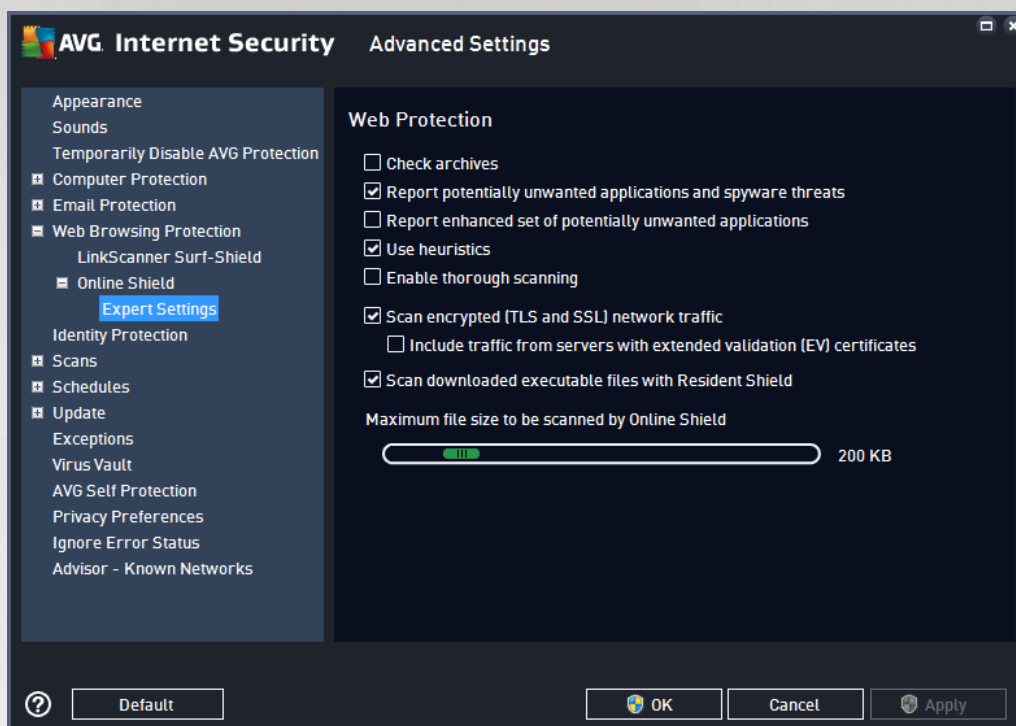 AVG. Internet Security Advanced Settings
Appearance
Sounds
Temporarily Disable AVG Protection
Computer Protection
Email Protection
Web Browsing Protection
LinkScanner Surf-Shield
Online Shield
Expert Settings
Identity Protection
Scans
Schedules
Update
Exceptions
Virus Vault
AVG Self Protection
Privacy Preferences
Ignore Error Status
Advisor - Known Networks
Web Protection
Check archives
Report potentially unwanted applications and spyware threats
Report enhanced set of potentially unwanted applications
Use heuristics
Enable thorough scanning
Scan encrypted (TLS and SSL) network traffic
Include traffic from servers with extended validation (EV) certificates
Scan downloaded executable files with Resident Shield
Maximum file size to be scanned by Online Shield
200 KB
? Default OK Cancel Apply